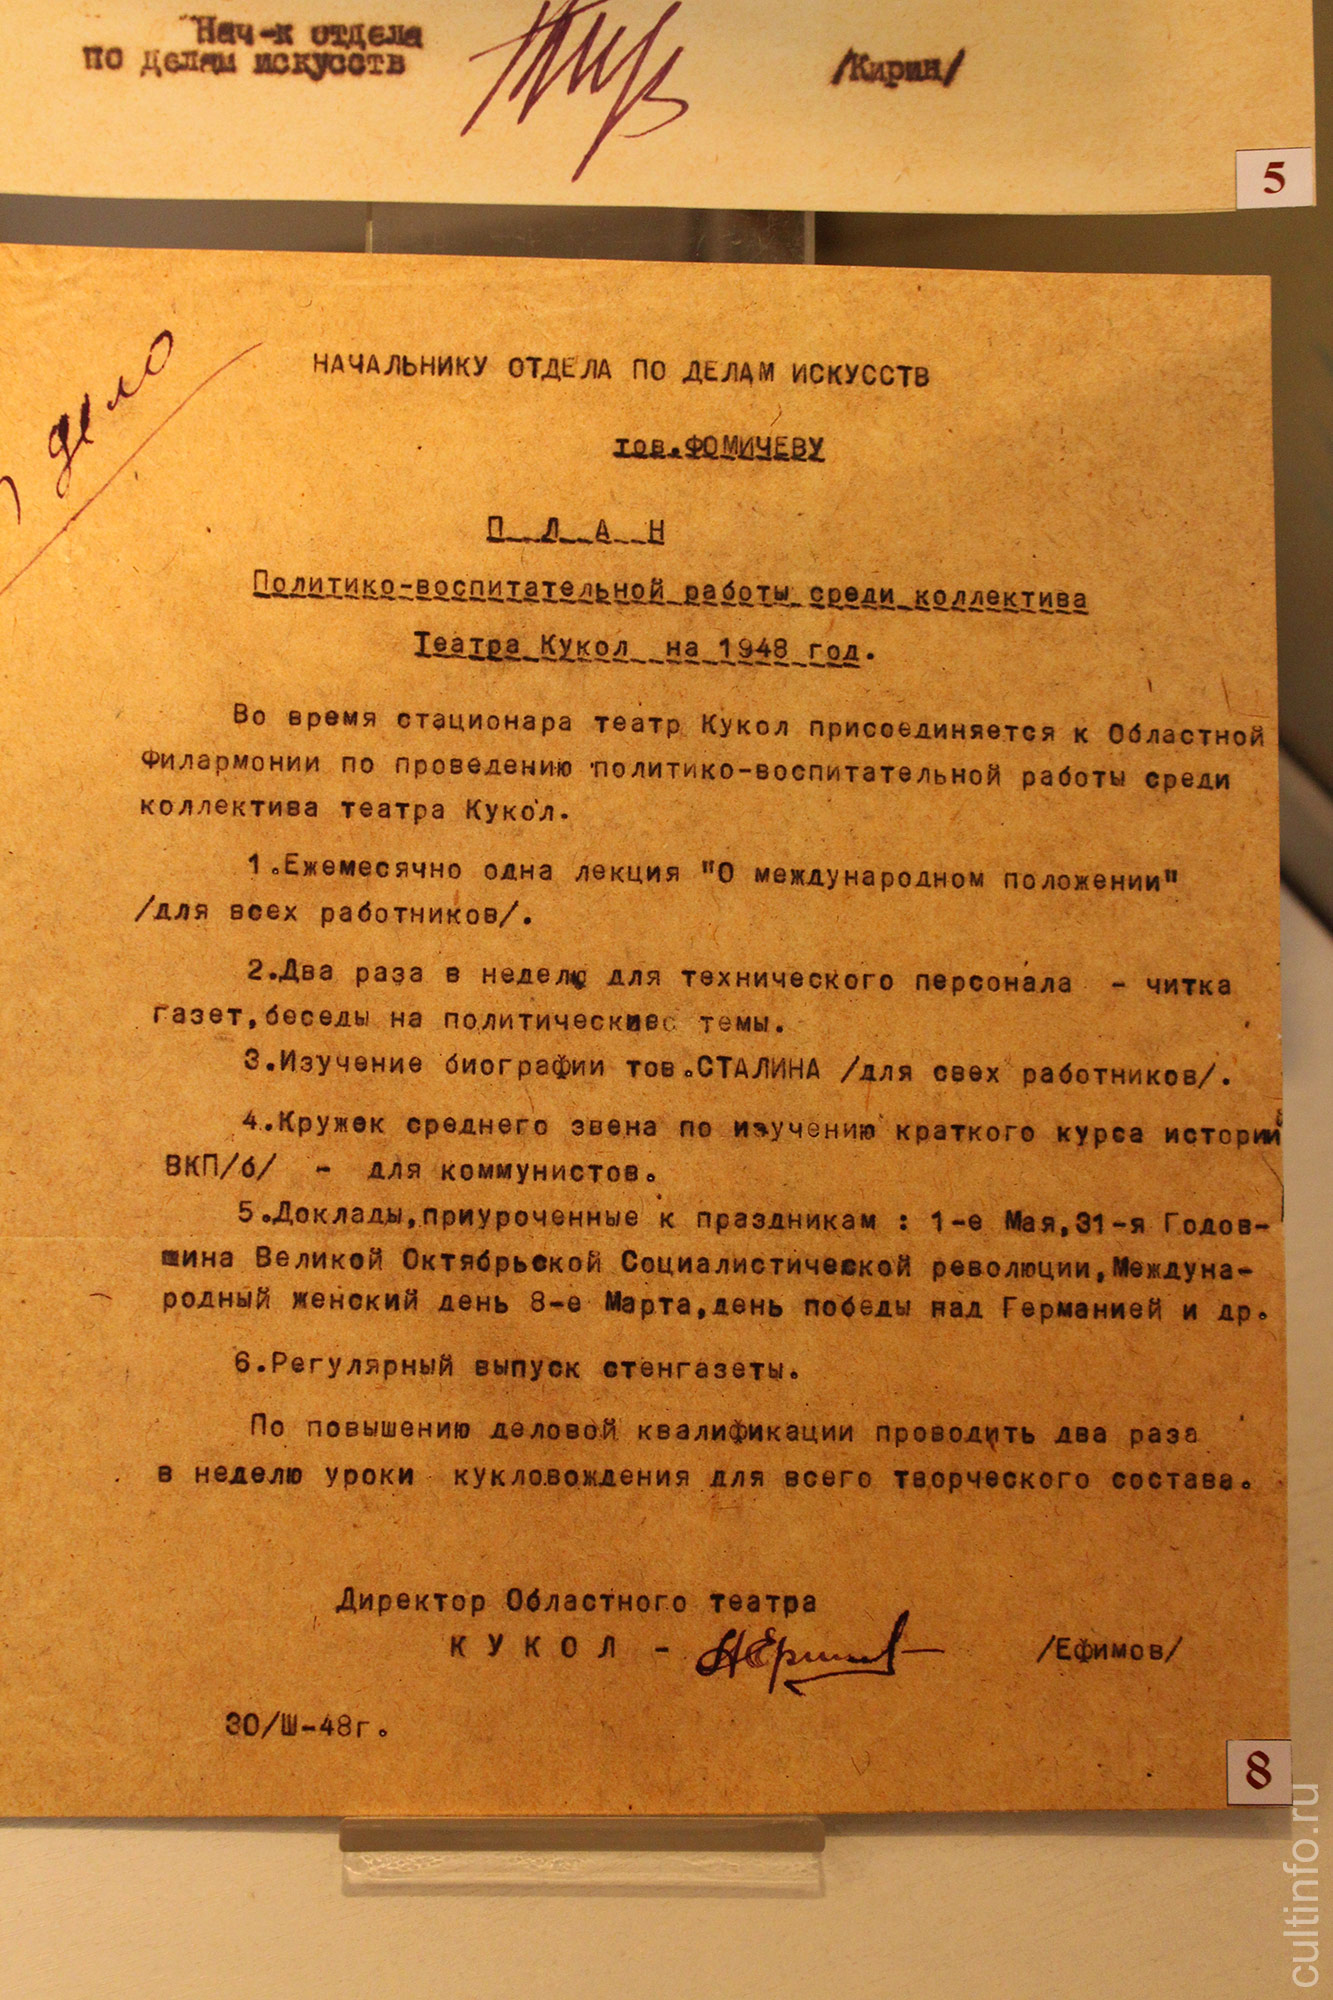 Нач-к отдела
по делам искусств /Кирин/
5
дело
НАЧАЛЬНИКУ ОТДЕЛА ПО ДЕЛАМ ИСКУССТВ
тов.ФОМИЧЕВУ
П Л А Н
Политико-воспитательной работы среди коллектива
Театра Кукол на 1948 год.
Во время стационара театр Кукол присоединяется к Областной
Филармонии по проведению политико-воспитательной работы среди
коллектива театра Кукол.
1.Ежемесячно одна лекция "О международном положении"
/для всех работников/.
2.Два раза в неделю для технического персонала - читка
газет,беседы на политические темы.
3.Изучение биографии тов.СТАЛИНА /для свех работников/.
4.Кружек среднего звена по изучению краткого курса истории
ВКП/б/ - для коммунистов.
5.Доклады,приуроченные к праздникам : 1-е Мая,31-я Годов-
шина Великой Октябрьской Социалистической революции,Междуна-
родный женский день 8-е Марта,день победы над Германией и др.
6.Регулярный выпуск стенгазеты.
По повышению деловой квалификации проводить два раза
в неделю уроки кукловождения для всего творческого состава.
Директор Областного театра
К У К О Л - /Ефимов/
30/Ш-48г.
8
cultinfo.ru